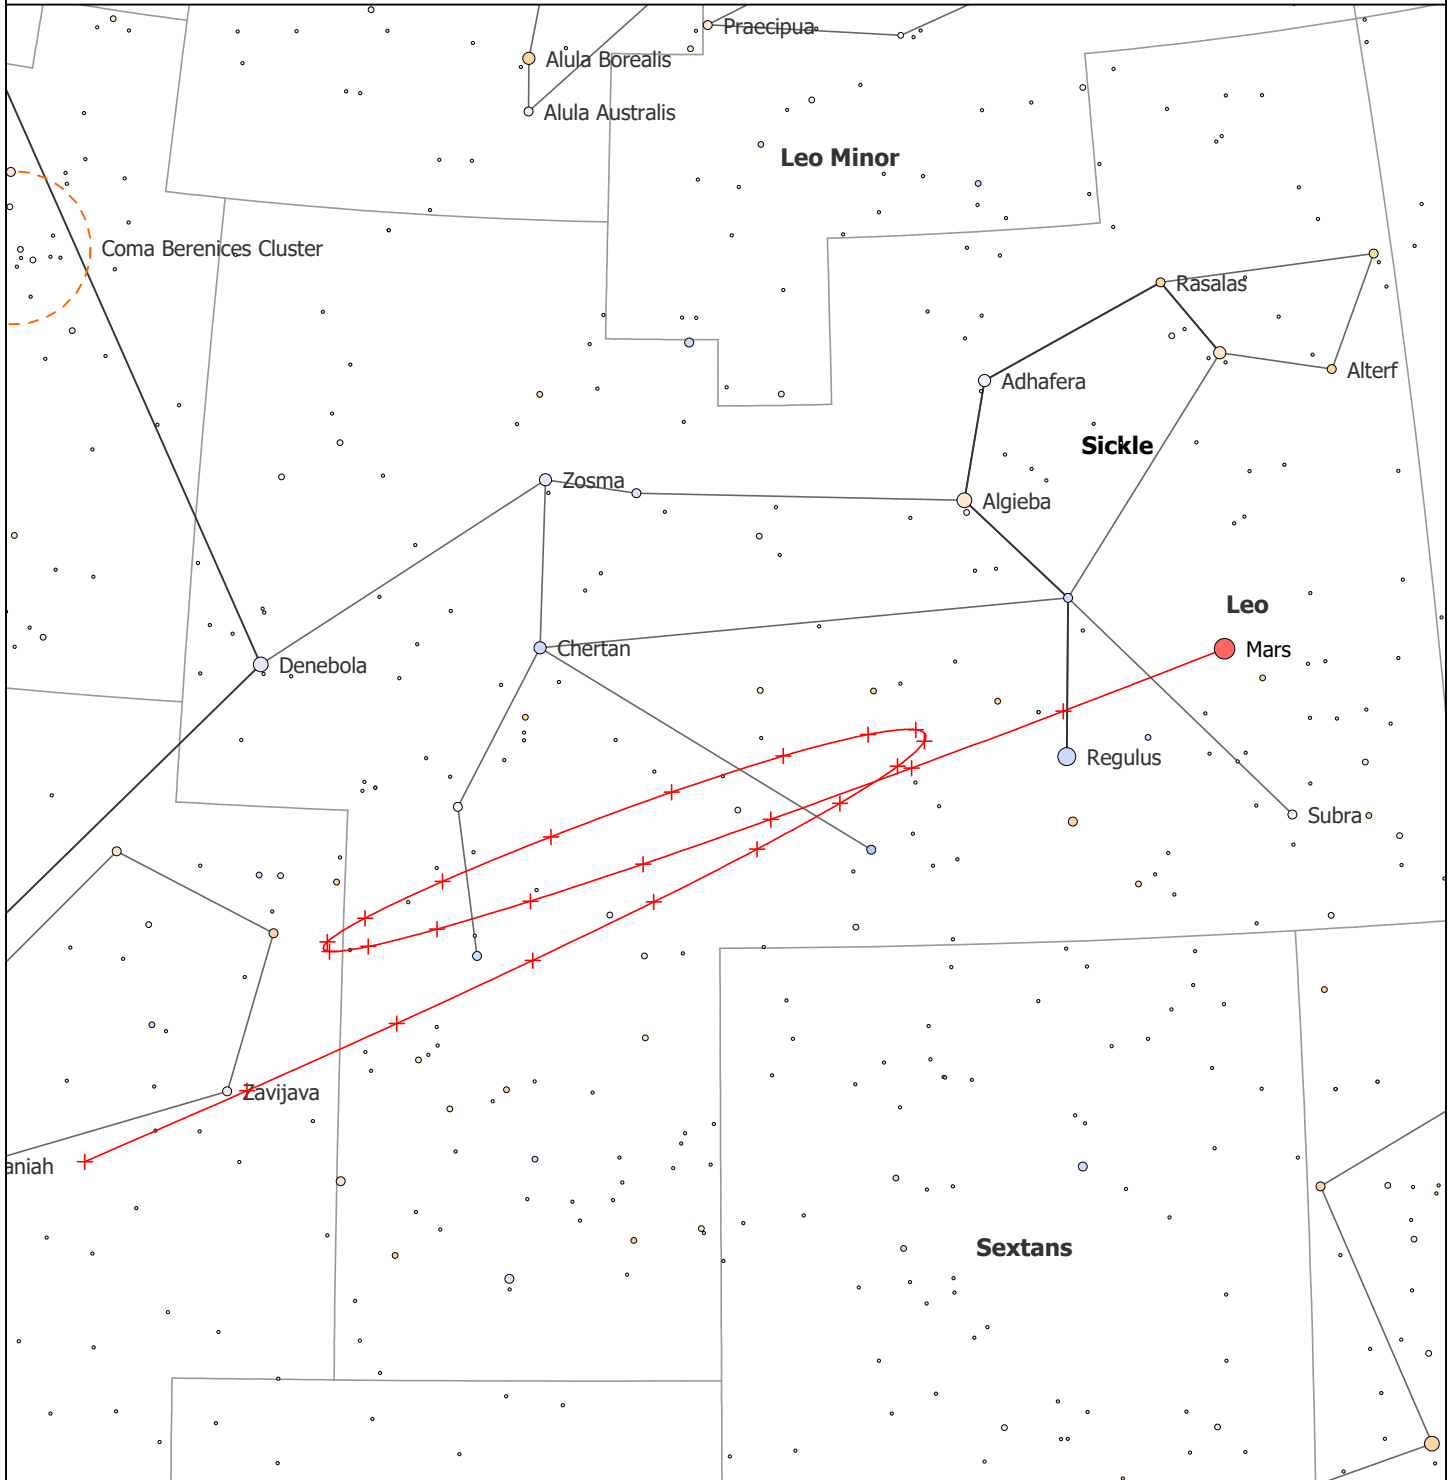 Praecipua
Alula Borealis
Alula Australis
Leo Minor
Coma Berenices Cluster
Rasalas
Alterf
Adhafera
Sickle
Zosma
Algieba
Leo
Chertan
Mars
Denebola
Regulus
Subra
Zavijava
aniah
Sextans